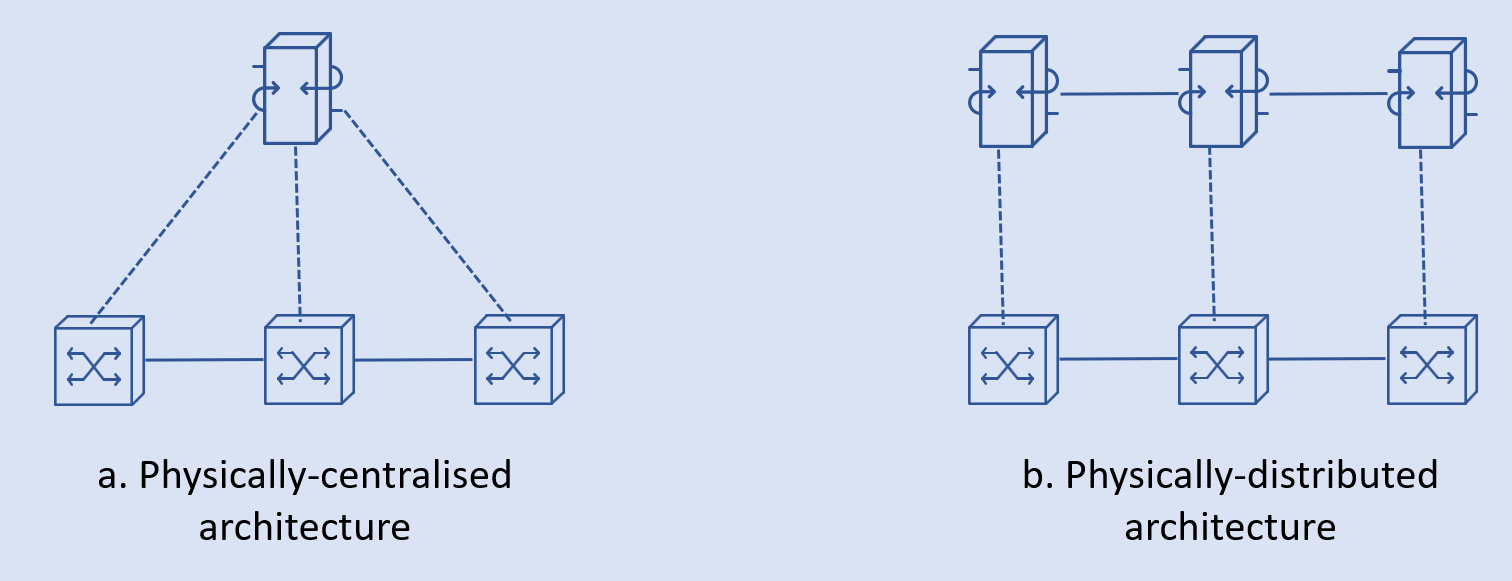 a. Physically-centralised
architecture
b. Physically-distributed
architecture